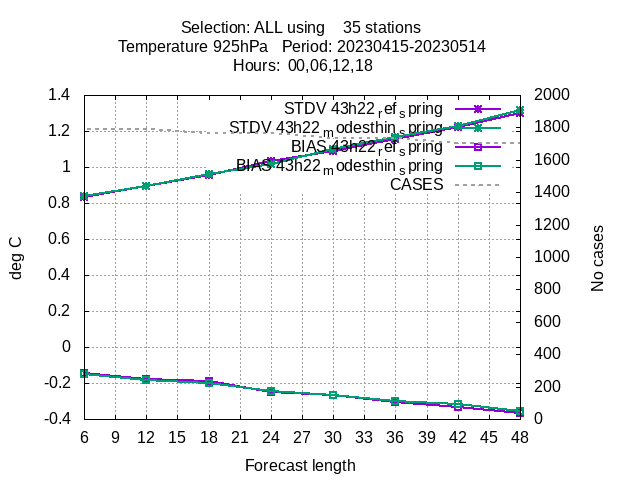 Selection: ALL using    35 stations
Temperature 925hPa   Period: 20230415-20230514
Hours:  00,06,12,18
STDV 43h22_ref_spring
STDV 43h22_modesthin_spring
BIAS 43h22_ref_spring
BIAS 43h22_modesthin_spring
CASES
1.4
1.2
1
0.8
0.6
0.4
0.2
0
-0.2
-0.4
deg C
2000
1800
1600
1400
1200
1000
800
600
400
200
0
No cases
6 9 12 15 18 21 24 27 30 33 36 39 42 45 48
Forecast length